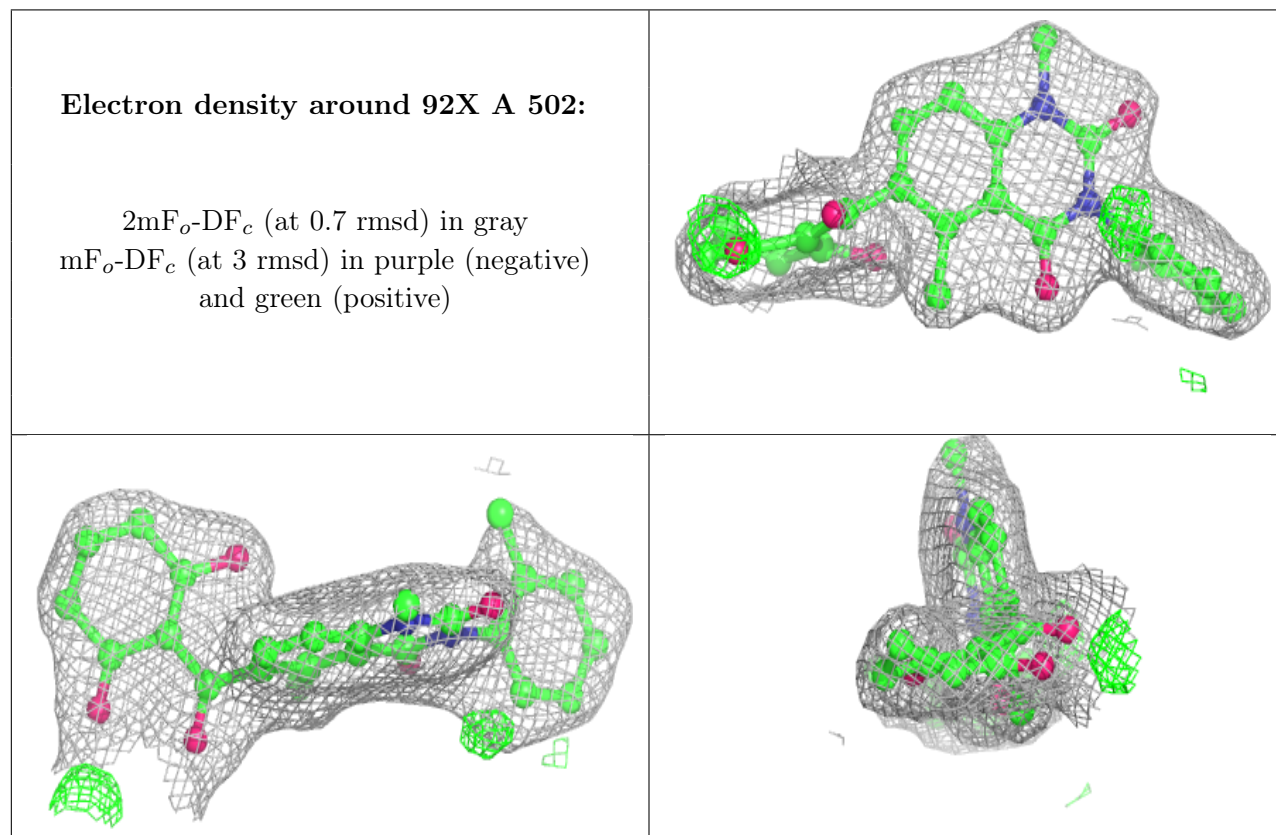 Electron density around 92X A 502:
2mFo-DFc (at 0.7 rmsd) in gray
mFo-DFc (at 3 rmsd) in purple (negative)
and green (positive)